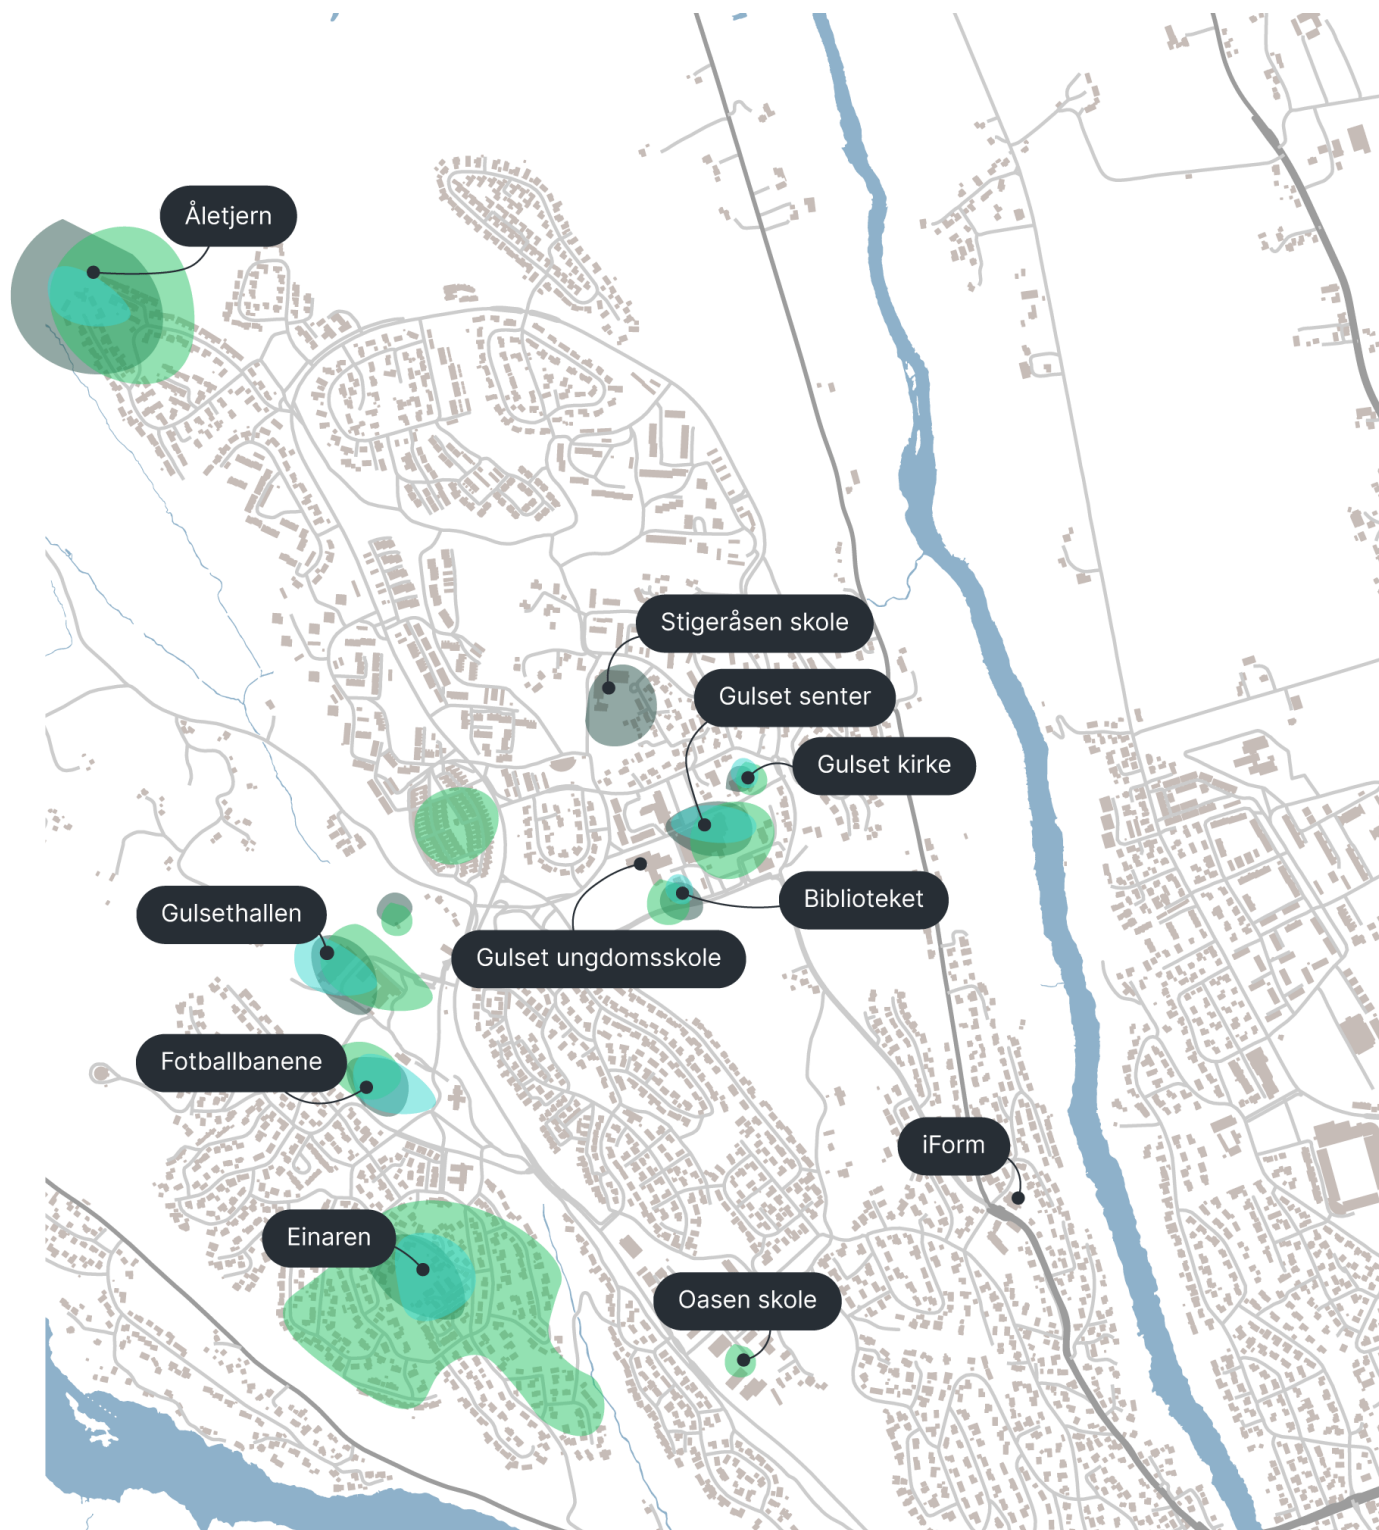 Åletjern
Stigeråsen skole
Gulset senter
Gulset kirke
Biblioteket
Gulsethallen
Gulset ungdomsskole
Fotballbanene
iForm
Einaren
Oasen skole